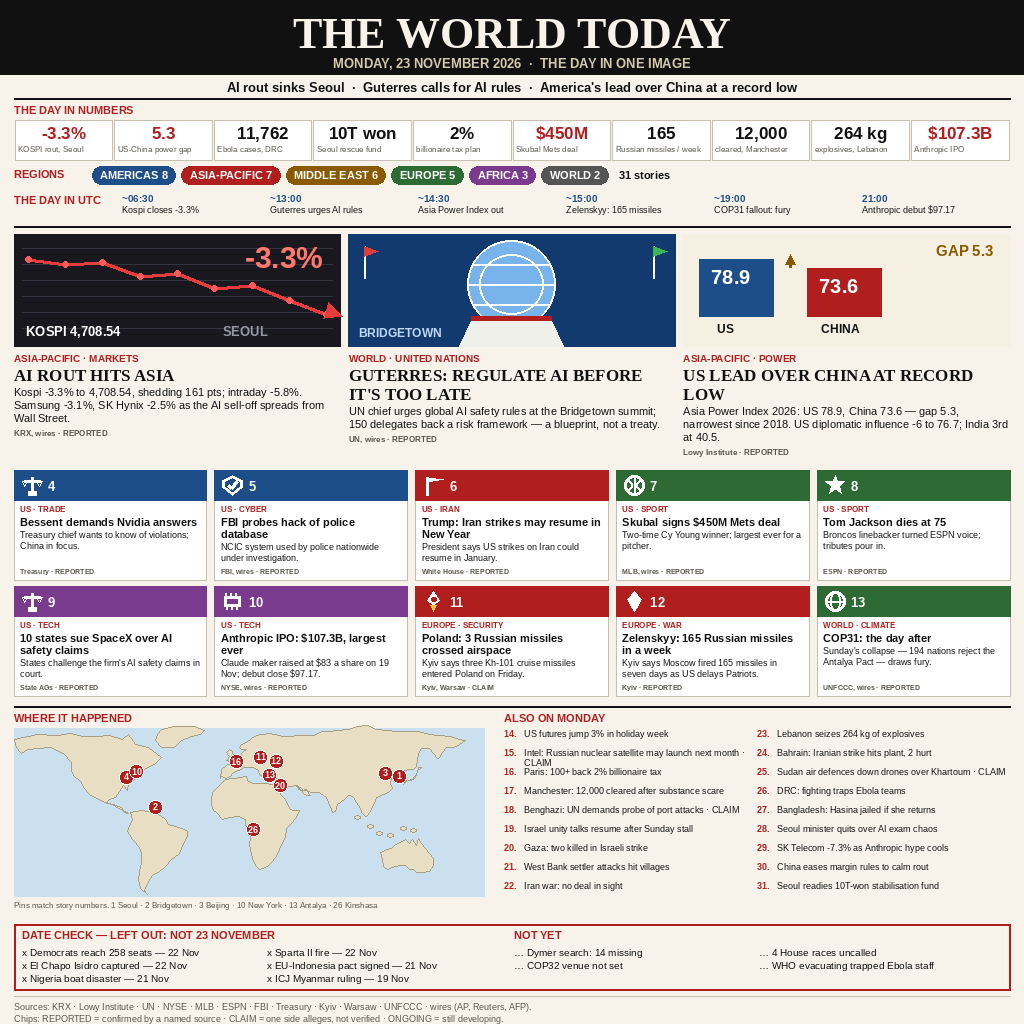 THE WORLD TODAY
MONDAY, 23 NOVEMBER 2026 · THE DAY IN ONE IMAGE
AI rout sinks Seoul · Guterres calls for AI rules · America's lead over China at a record low
THE DAY IN NUMBERS
-3.3%
KOSPI rout, Seoul
5.3
US-China power gap
11,762
Ebola cases, DRC
10T won
Seoul rescue fund
2%
billionaire tax plan
$450M
Skubal Mets deal
165
Russian missiles / week
12,000
cleared, Manchester
264 kg
explosives, Lebanon
$107.3B
Anthropic IPO
REGIONS
AMERICAS 8
ASIA-PACIFIC 7
MIDDLE EAST 6
EUROPE 5
AFRICA 3
WORLD 2
31 stories
THE DAY IN UTC
~06:30
Kospi closes -3.3%
~13:00
Guterres urges AI rules
~14:30
Asia Power Index out
~15:00
Zelenskyy: 165 missiles
~19:00
COP31 fallout: fury
21:00
Anthropic debut $97.17
-3.3%
KOSPI 4,708.54
SEOUL
BRIDGETOWN
GAP 5.3
78.9
73.6
US
CHINA
ASIA-PACIFIC · MARKETS
AI ROUT HITS ASIA
Kospi -3.3% to 4,708.54, shedding 161 pts; intraday -5.8%.
Samsung -3.1%, SK Hynix -2.5% as the AI sell-off spreads from
Wall Street.
KRX, wires · REPORTED
WORLD · UNITED NATIONS
GUTERRES: REGULATE AI BEFORE
IT'S TOO LATE
UN chief urges global AI safety rules at the Bridgetown summit;
150 delegates back a risk framework — a blueprint, not a treaty.
UN, wires · REPORTED
ASIA-PACIFIC · POWER
US LEAD OVER CHINA AT RECORD
LOW
Asia Power Index 2026: US 78.9, China 73.6 — gap 5.3,
narrowest since 2018. US diplomatic influence -6 to 76.7; India 3rd
at 40.5.
Lowy Institute · REPORTED
4
US · TRADE
Bessent demands Nvidia answers
Treasury chief wants to know of violations;
China in focus.
Treasury · REPORTED
5
US · CYBER
FBI probes hack of police
database
NCIC system used by police nationwide
under investigation.
FBI, wires · REPORTED
6
US · IRAN
Trump: Iran strikes may resume in
New Year
President says US strikes on Iran could
resume in January.
White House · REPORTED
7
US · SPORT
Skubal signs $450M Mets deal
Two-time Cy Young winner; largest ever for a
pitcher.
MLB, wires · REPORTED
8
US · SPORT
Tom Jackson dies at 75
Broncos linebacker turned ESPN voice;
tributes pour in.
ESPN · REPORTED
9
US · TECH
10 states sue SpaceX over AI
safety claims
States challenge the firm's AI safety claims in
court.
State AGs · REPORTED
10
US · TECH
Anthropic IPO: $107.3B, largest
ever
Claude maker raised at $83 a share on 19
Nov; debut close $97.17.
NYSE, wires · REPORTED
11
EUROPE · SECURITY
Poland: 3 Russian missiles
crossed airspace
Kyiv says three Kh-101 cruise missiles
entered Poland on Friday.
Kyiv, Warsaw · CLAIM
12
EUROPE · WAR
Zelenskyy: 165 Russian missiles
in a week
Kyiv says Moscow fired 165 missiles in
seven days as US delays Patriots.
Kyiv · REPORTED
13
WORLD · CLIMATE
COP31: the day after
Sunday's collapse — 194 nations reject the
Antalya Pact — draws fury.
UNFCCC, wires · REPORTED
WHERE IT HAPPENED
4
10
2
16
11
12
13
20
26
3
1
Pins match story numbers. 1 Seoul · 2 Bridgetown · 3 Beijing · 10 New York · 13 Antalya · 26 Kinshasa
ALSO ON MONDAY
14. US futures jump 3% in holiday week
15. Intel: Russian nuclear satellite may launch next month ·
CLAIM
16. Paris: 100+ back 2% billionaire tax
17. Manchester: 12,000 cleared after substance scare
18. Benghazi: UN demands probe of port attacks · CLAIM
19. Israel unity talks resume after Sunday stall
20. Gaza: two killed in Israeli strike
21. West Bank settler attack hit villages
22. Iran war: no deal in sight
23. Lebanon seizes 264 kg of explosives
24. Bahrain: Iranian strike hits plant, 2 hurt
25. Sudan air defences down drones over Khartoum · CLAIM
26. DRC: fighting traps Ebola teams
27. Bangladesh: Hasina jailed if she returns
28. Seoul minister quits over AI exam chaos
29. SK Telecom -7.3% as Anthropic hype cools
30. China eases margin rules to calm rout
31. Seoul readies 10T-won stabilisation fund
DATE CHECK — LEFT OUT: NOT 23 NOVEMBER
x Democrats reach 258 seats — 22 Nov
x El Chapo Isidro captured — 22 Nov
x Nigeria boat disaster — 21 Nov
x Sparta II fire — 22 Nov
x EU-Indonesia pact signed — 21 Nov
x ICJ Myanmar ruling — 19 Nov
NOT YET
... Dymer search: 14 missing
... COP32 venue not set
... 4 House races uncalled
... WHO evacuating trapped Ebola staff
Sources: KRX · Lowy Institute · UN · NYSE · MLB · ESPN · FBI · Treasury · Kyiv · Warsaw · UNFCCC · wires (AP, Reuters, AFP).
Chips: REPORTED = confirmed by a named source · CLAIM = one side alleges, not verified · ONGOING = still developing.